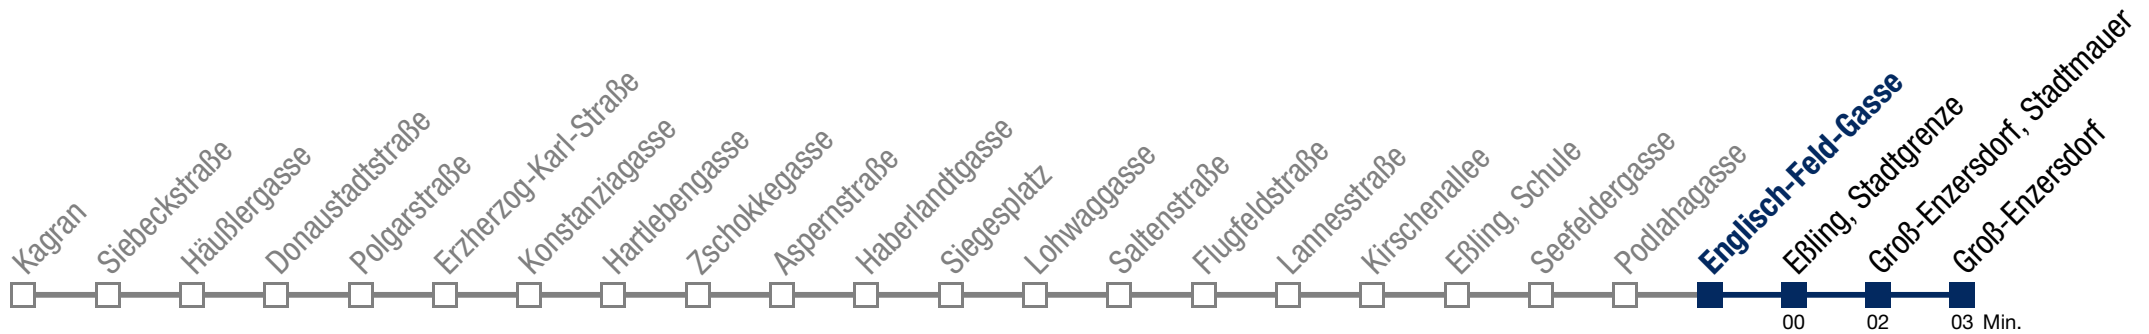 Kagran
Siebeckstraße
Häußlergasse
Donaustadtstraße
Polgarstraße
Erzherzog-Karl-Straße
Konstanziagasse
Hartlebengasse
Zschokkegasse
Aspernstraße
Haberlandtgasse
Siegesplatz
Lohwaggasse
Saltenstraße
Flugfeldstraße
Lannesstraße
Kirschenallee
Eßling, Schule
Seefeldergasse
Podlahagasse
Englisch-Feld-Gasse
Eßling, Stadtgrenze
Groß-Enzersdorf, Stadtmauer
Groß-Enzersdorf
00 02 03 Min.